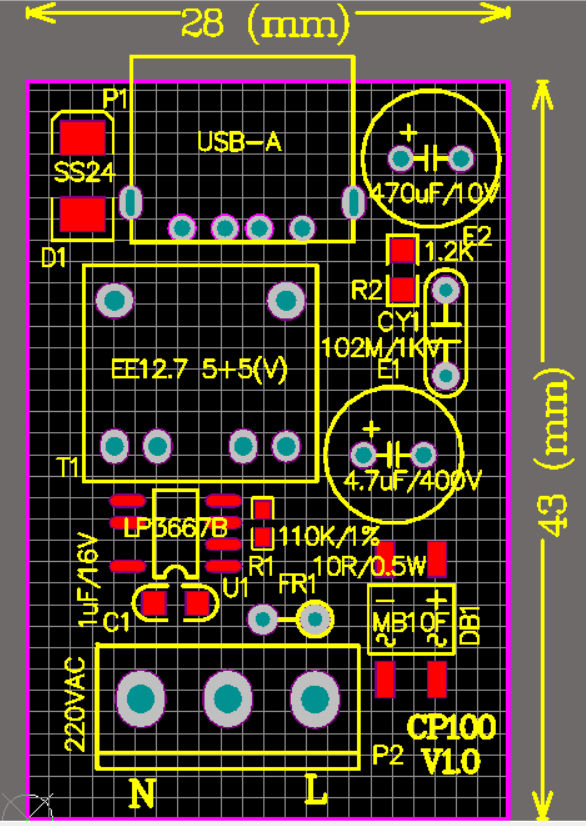 28 (mm)
P1
USB-A
SS24
+
470uF/10V
E2
D1
1.2K
R2
CY1
102M/1KV
E1
EE12.7 5+5(V)
+
T1
4.7uF/400V
43 (mm)
LP3667B
110K/1%
1uF/16V
R1
10R/0.5W
U1
FR1
C1
- +
MB10F
DB1
220VAC
CP100
P2
V1.0
N L